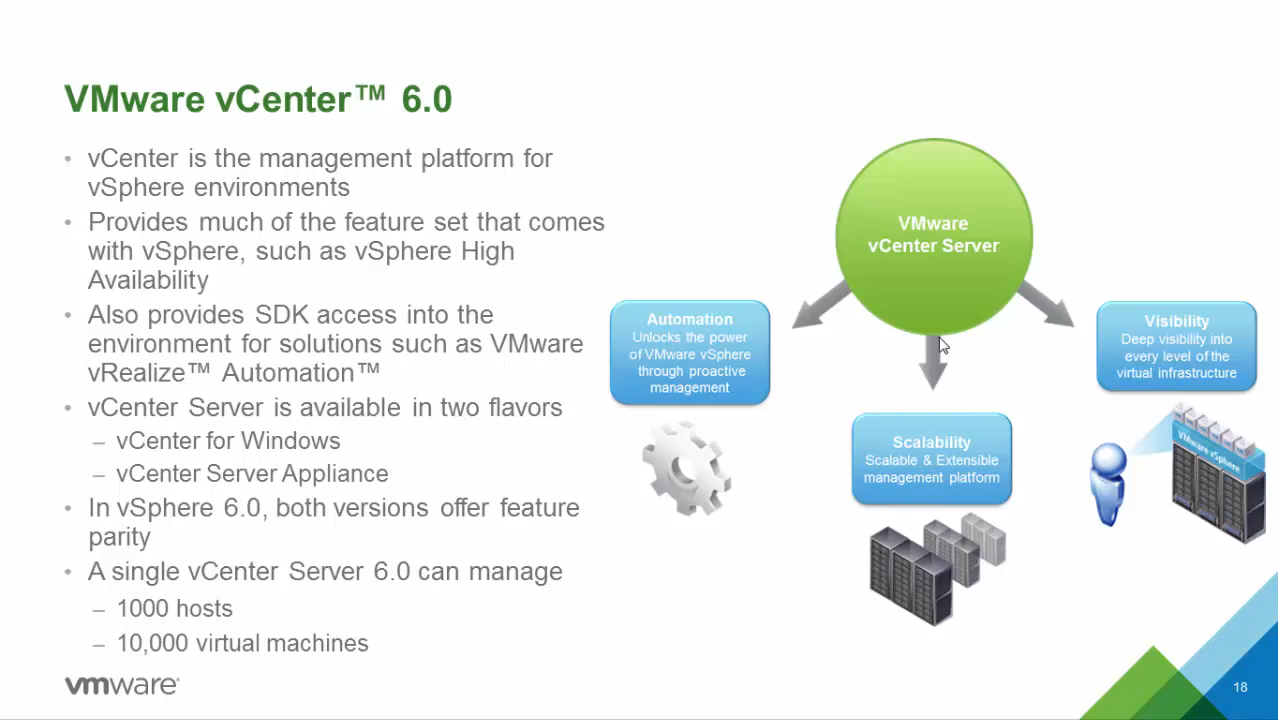 VMware vCenter™ 6.0
• vCenter is the management platform for
vSphere environments
• Provides much of the feature set that comes
with vSphere, such as vSphere High
Availability
• Also provides SDK access into the
environment for solutions such as VMware
vRealize™ Automation™
• vCenter Server is available in two flavors
– vCenter for Windows
– vCenter Server Appliance
• In vSphere 6.0, both versions offer feature
parity
• A single vCenter Server 6.0 can manage
– 1000 hosts
– 10,000 virtual machines
VMware
vCenter Server
Automation
Unlocks the power
of VMware vSphere
through proactive
management
Scalability
Scalable & Extensible
management platform
Visibility
Deep visibility into
every level of the
virtual infrastructure
VMware vSphere
vmware®
18